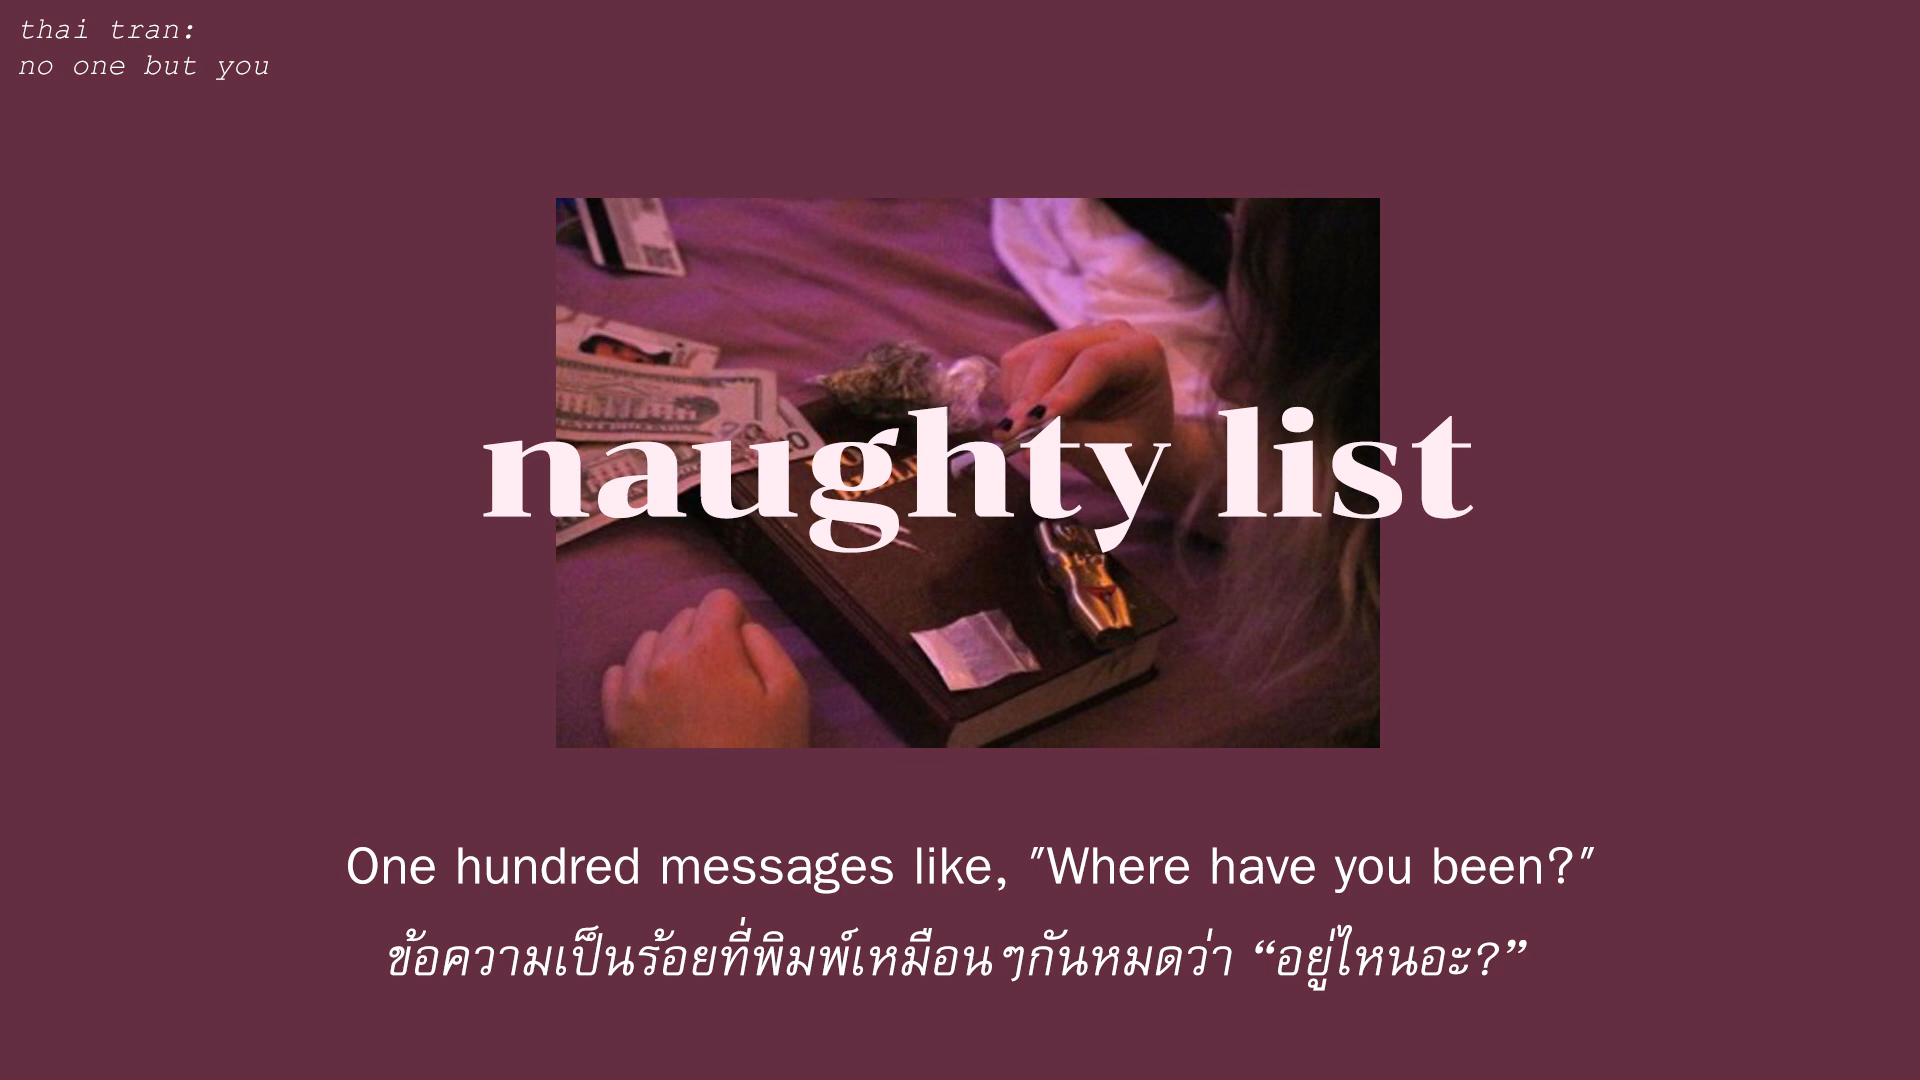 thai tran:
no one but you
naughty list
One hundred messages like, "Where have you been?"
ข้อความเป็นร้อยที่พิมพ์เหมือนๆกันหมดว่า “อยู่ไหนอะ?”